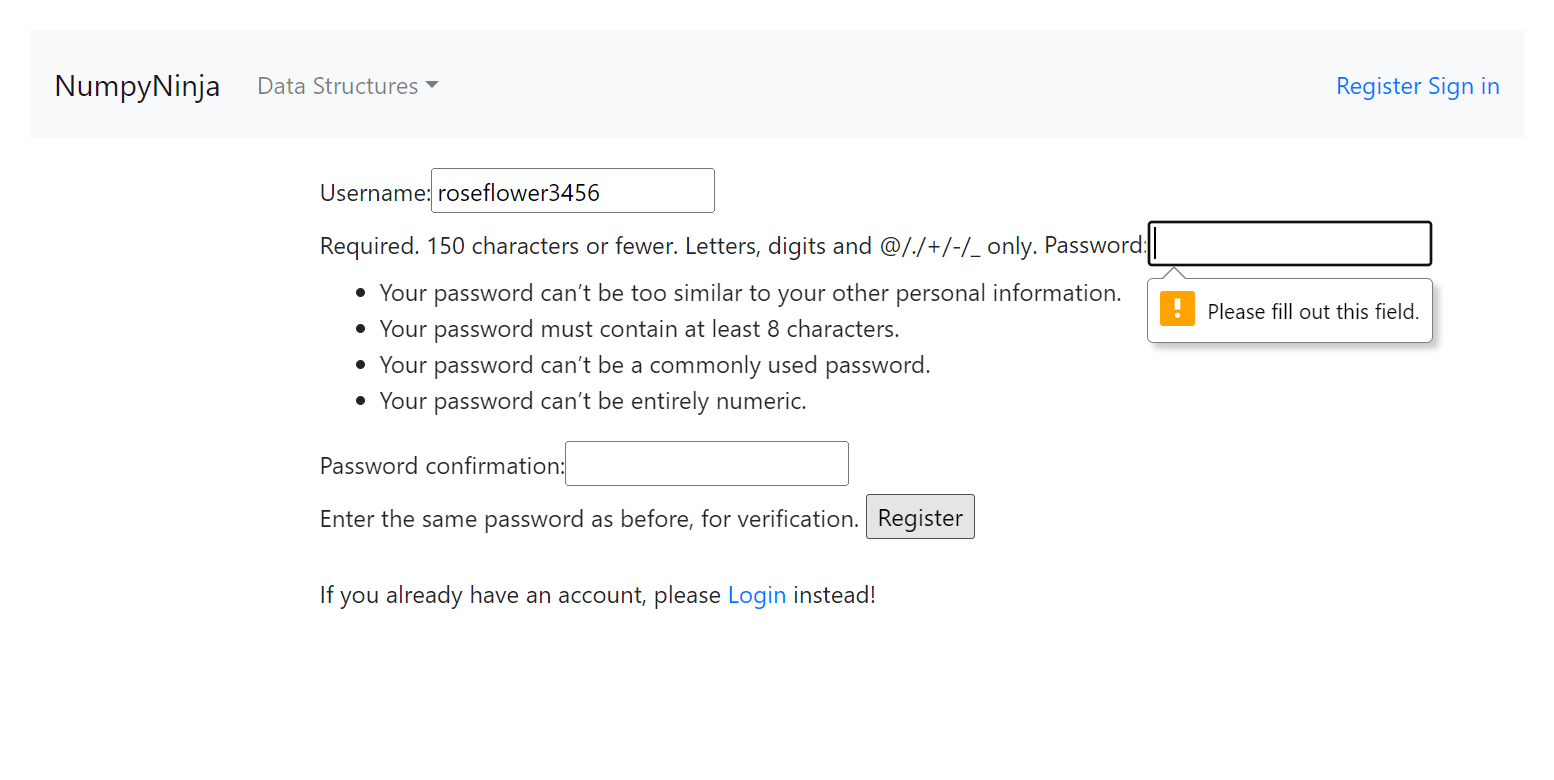 NumpyNinja Data Structures Register Sign in
Username: roseflower3456
Required. 150 characters or fewer. Letters, digits and @/./+/-/_ only. Password:
Please fill out this field.
• Your password can’t be too similar to your other personal information.
• Your password must contain at least 8 characters.
• Your password can’t be a commonly used password.
• Your password can’t be entirely numeric.
Password confirmation:
Enter the same password as before, for verification. Register
If you already have an account, please Login instead!